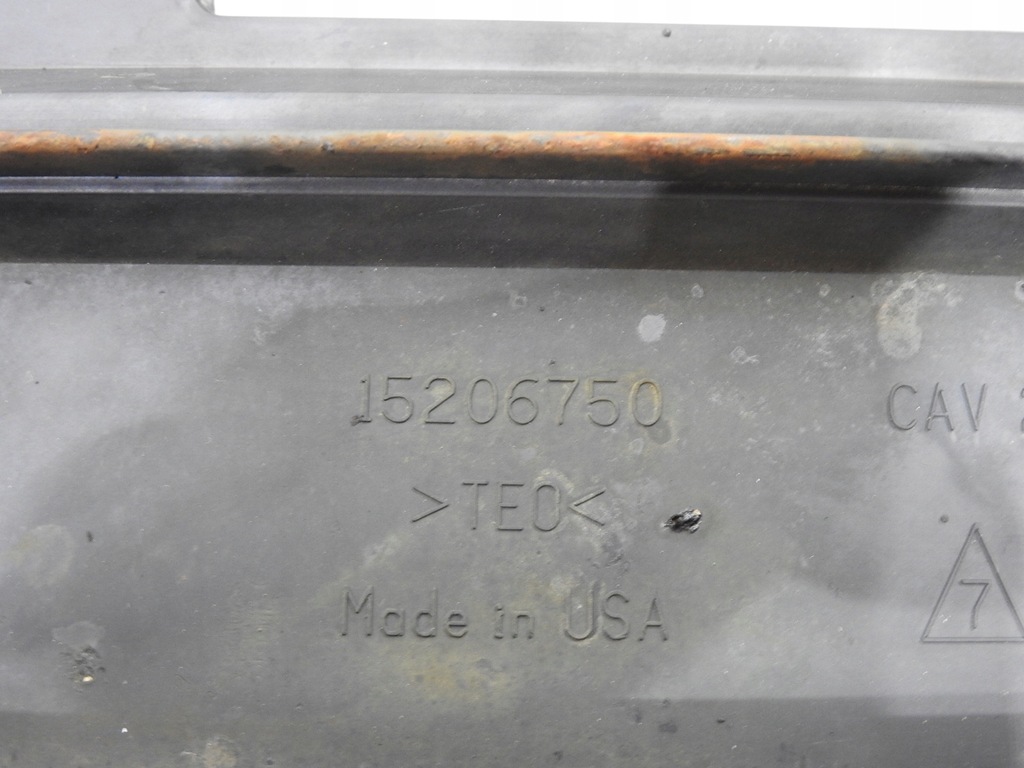 15206750
CAV
>TEO<
7
Made in USA